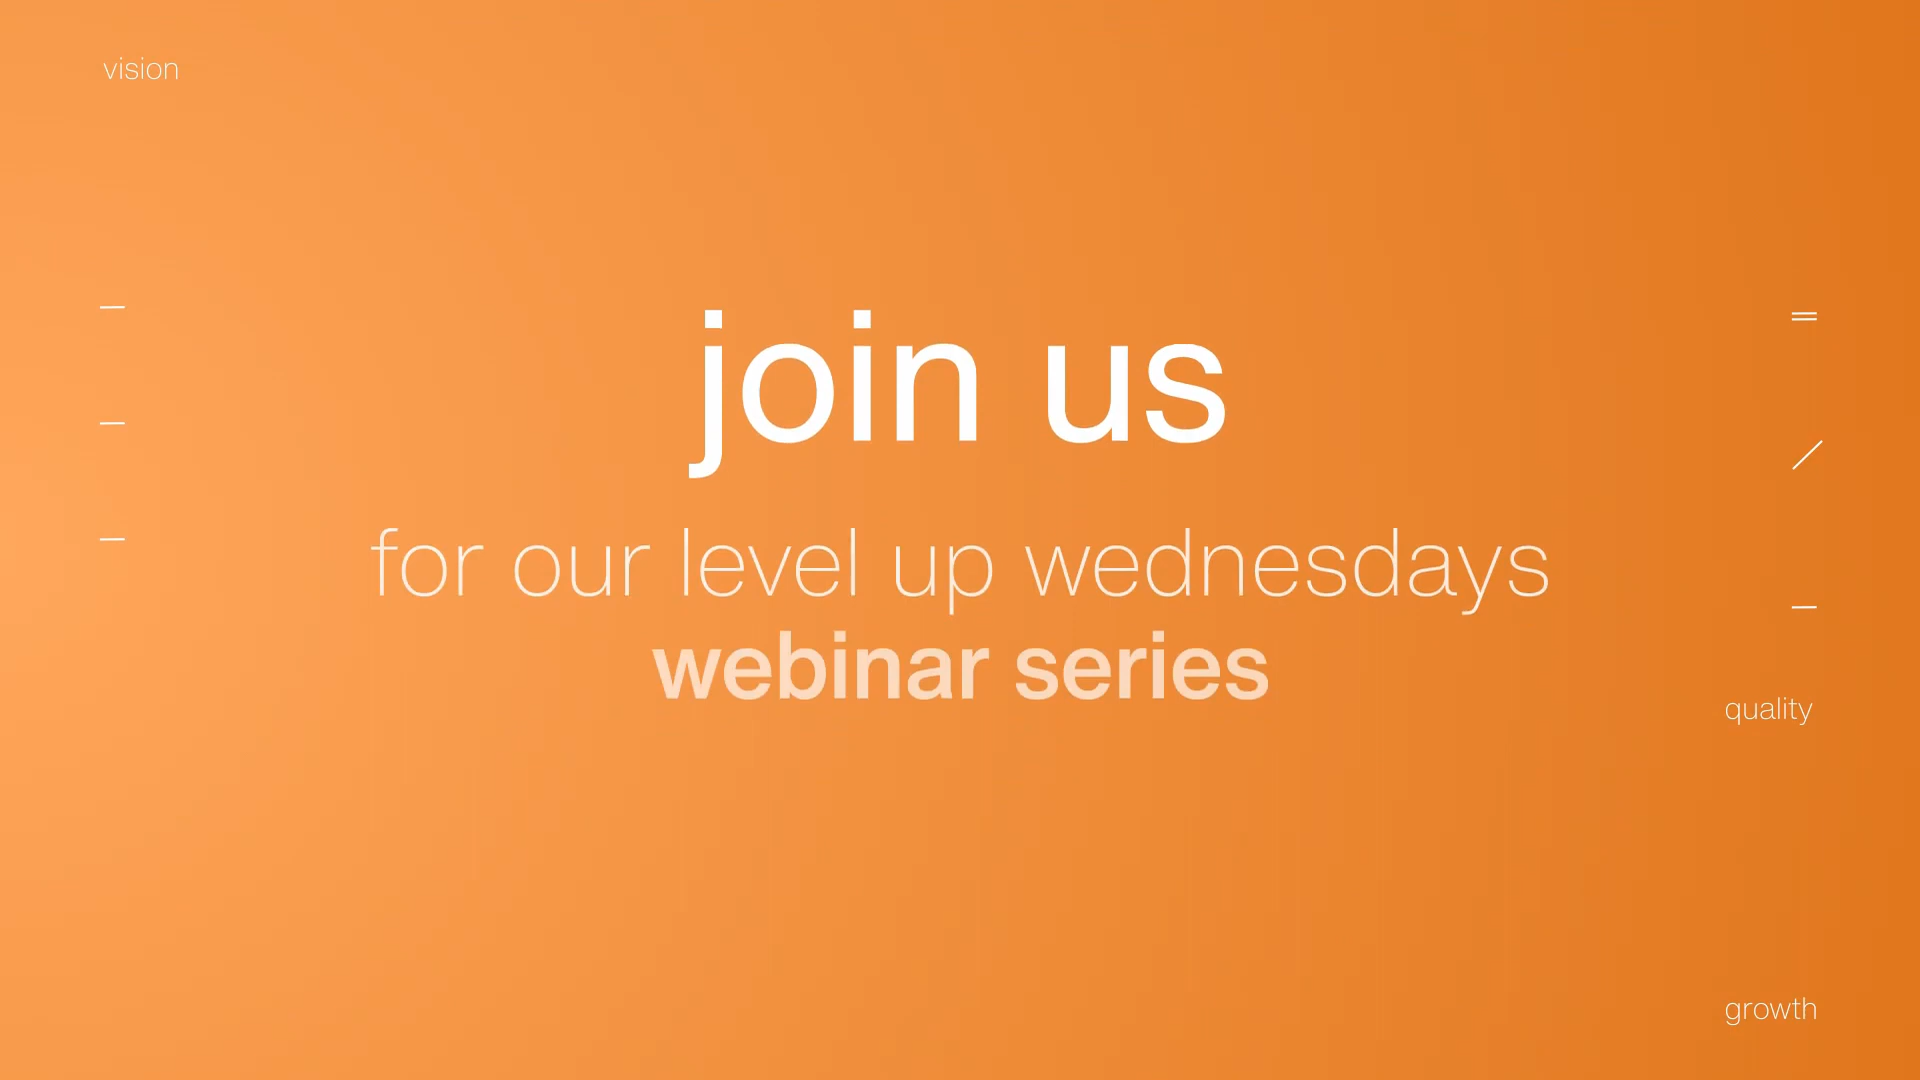 vision
join us
for our level up wednesdays
webinar series
quality
growth